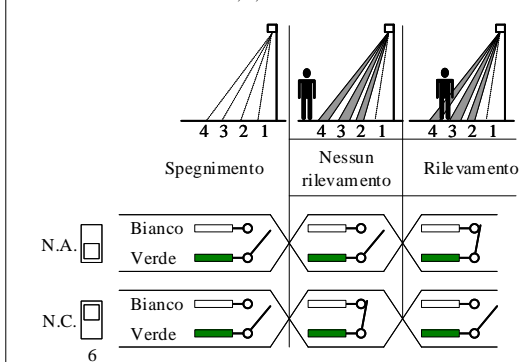 4 3 2 1 4 3 2 1 4 3 2 1
Spegnimento
Nessun
rilevamento
Rilevamento
N.A.
Bianco
Verde
N.C.
Bianco
Verde
6